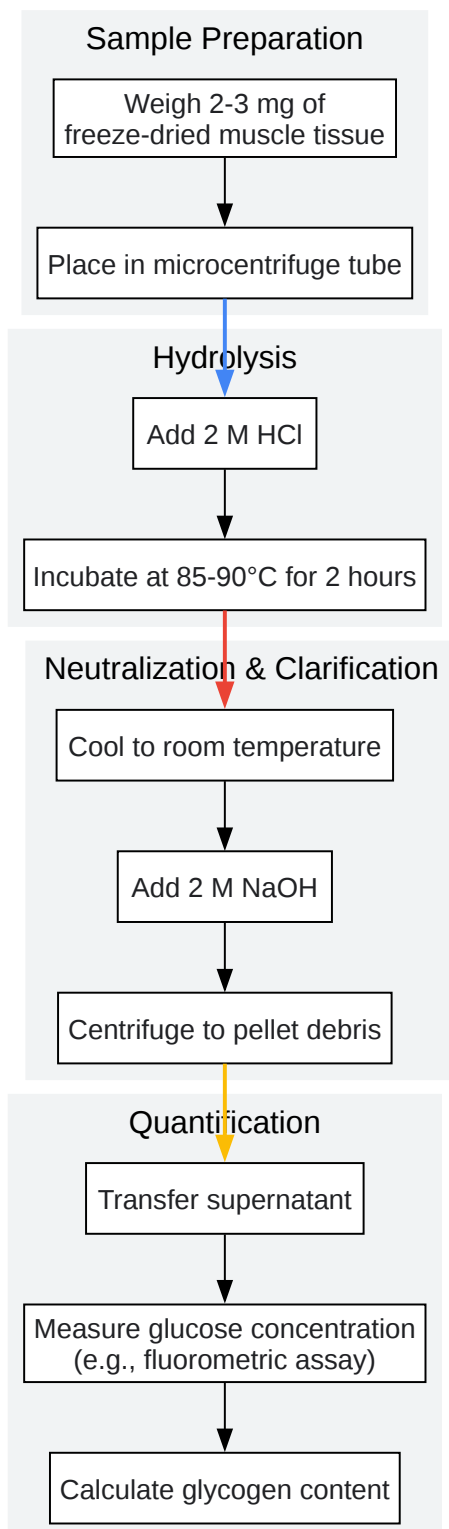 Sample Preparation
Weigh 2-3 mg of
freeze-dried muscle tissue
Place in microcentrifuge tube
Hydrolysis
Add 2 M HCl
Incubate at 85-90°C for 2 hours
Neutralization & Clarification
Cool to room temperature
Add 2 M NaOH
Centrifuge to pellet debris
Quantification
Transfer supernatant
Measure glucose concentration
(e.g., fluorometric assay)
Calculate glycogen content